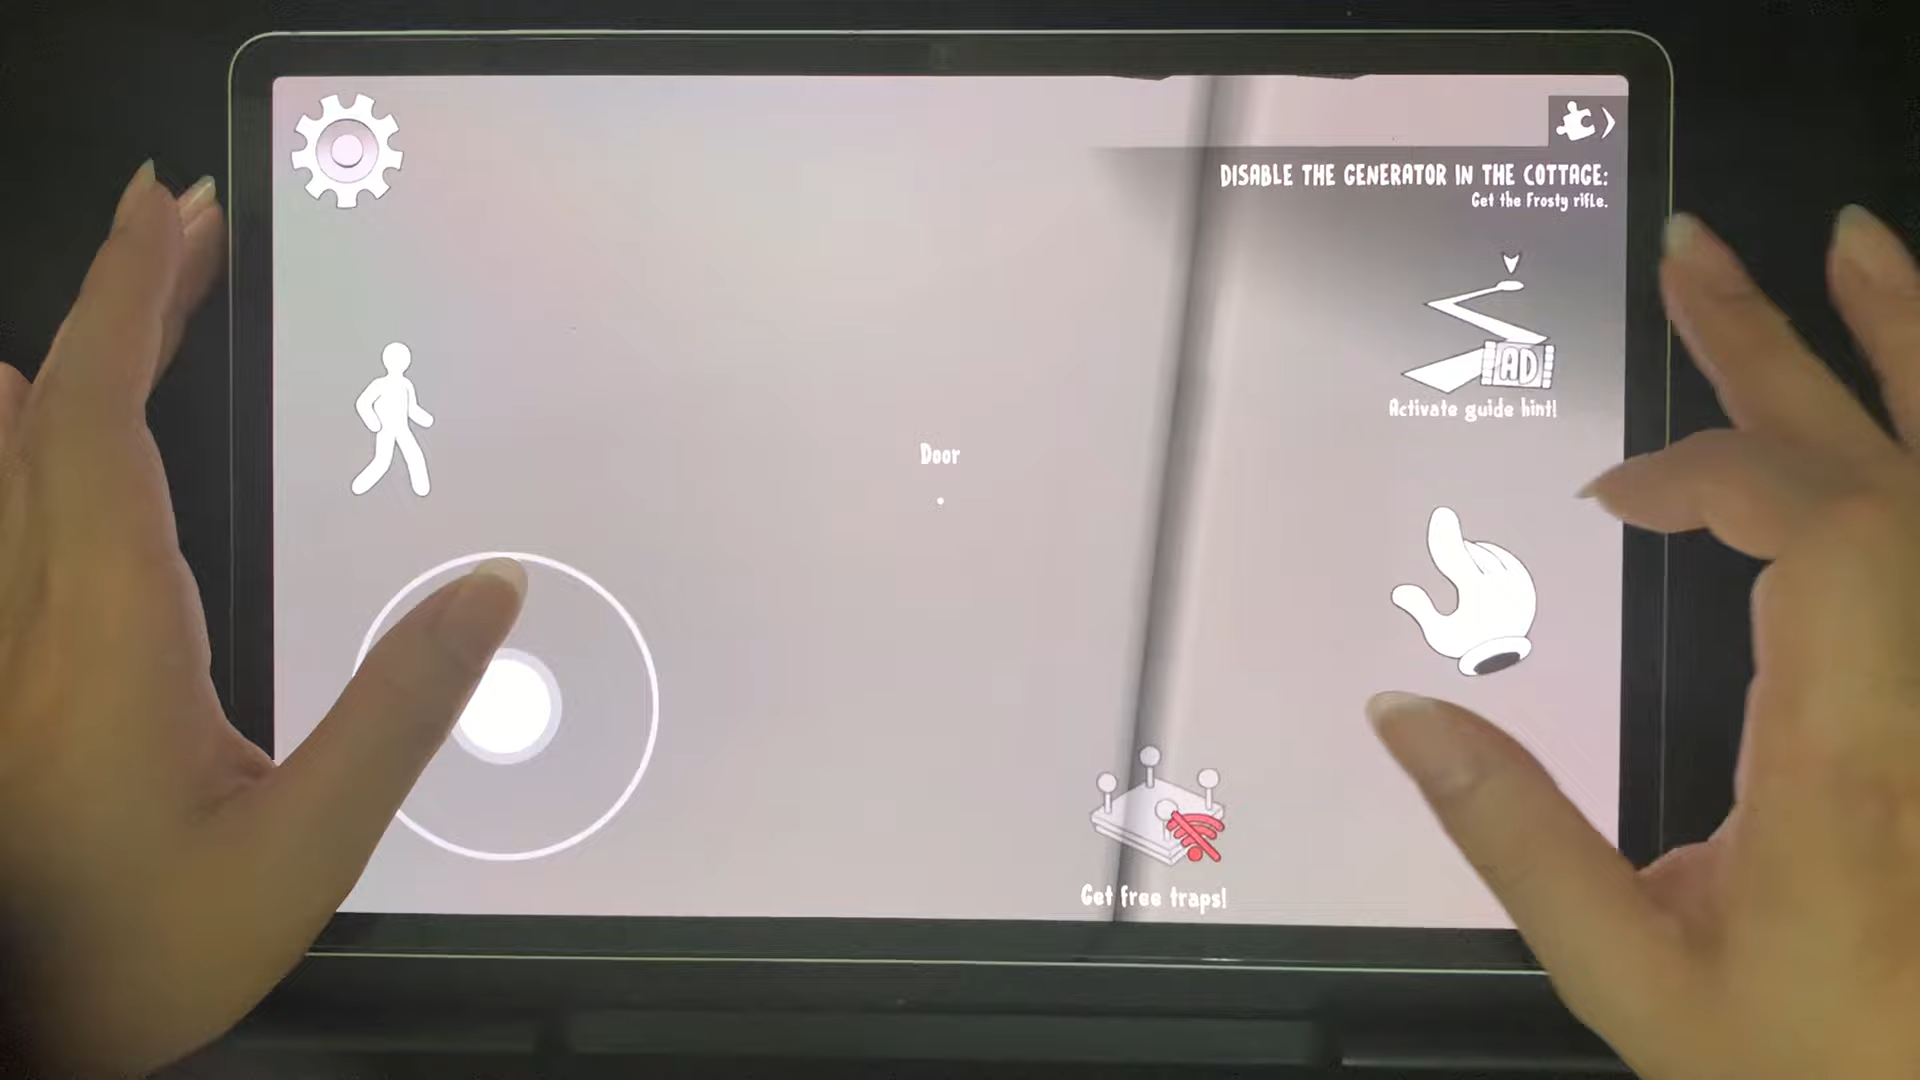 DISABLE THE GENERATOR IN THE COTTAGE:
Get the Frosty rifle.
AD
Activate guide hint!
Door
Get free traps!